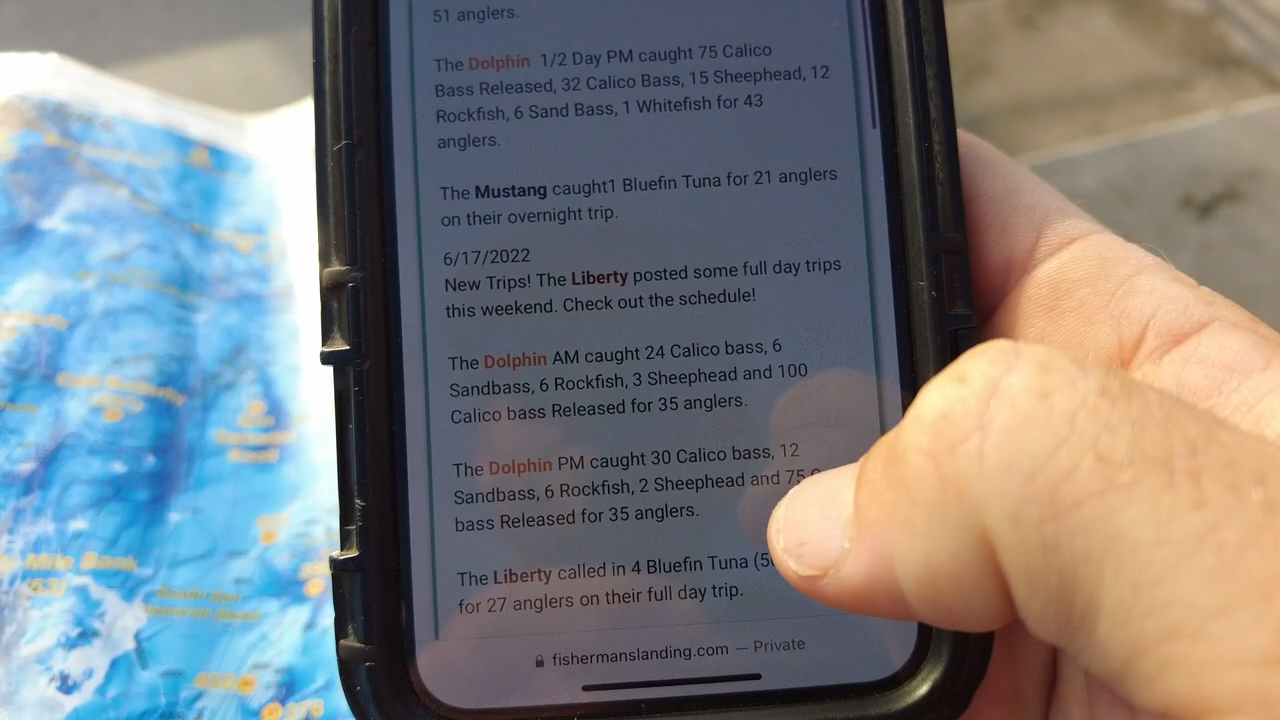 51 anglers.
The Dolphin 1/2 Day PM caught 75 Calico
Bass Released, 32 Calico Bass, 15 Sheephead, 12
Rockfish, 6 Sand Bass, 1 Whitefish for 43
anglers.
The Mustang caught1 Bluefin Tuna for 21 anglers
on their overnight trip.
6/17/2022
New Trips! The Liberty posted some full day trips
this weekend. Check out the schedule!
The Dolphin AM caught 24 Calico bass, 6
Sandbass, 6 Rockfish, 3 Sheephead and 100
Calico bass Released for 35 anglers.
The Dolphin PM caught 30 Calico bass, 12
Sandbass, 6 Rockfish, 2 Sheephead and 75
bass Released for 35 anglers.
The Liberty called in 4 Bluefin Tuna
for 27 anglers on their full day trip.
fishermanslanding.com — Private
Mile Bank
450